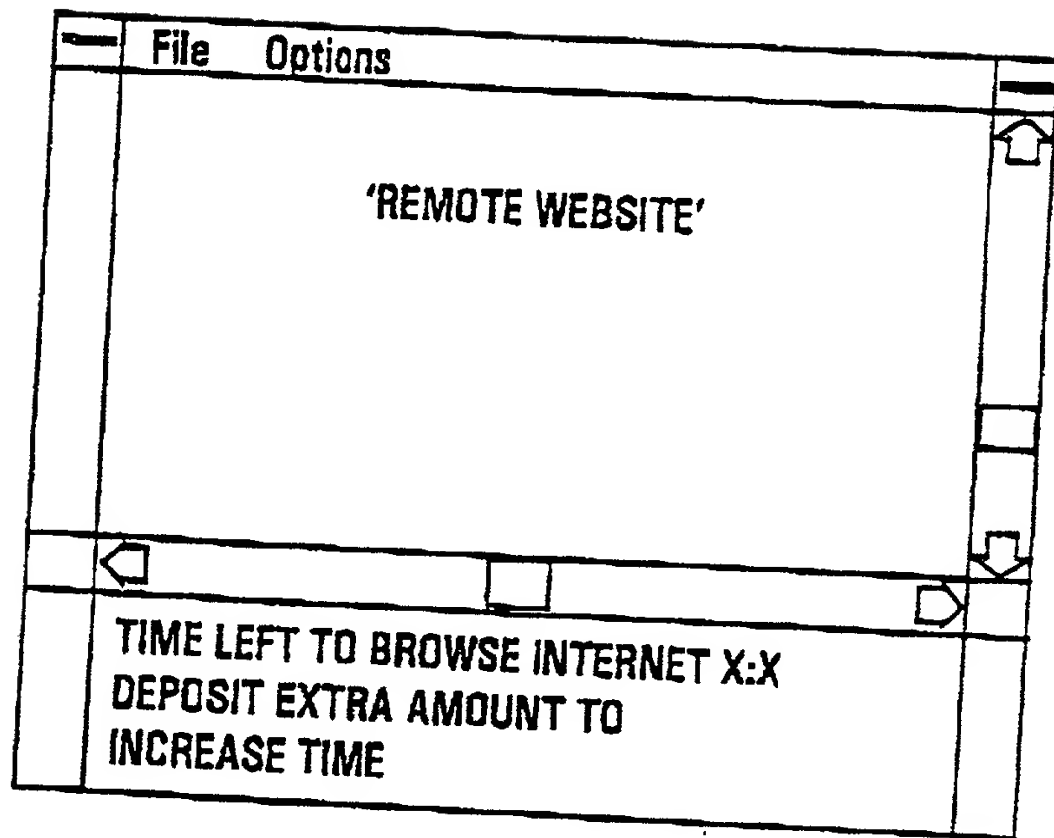 File Options
'REMOTE WEBSITE'
TIME LEFT TO BROWSE INTERNET X:X
DEPOSIT EXTRA AMOUNT TO
INCREASE TIME